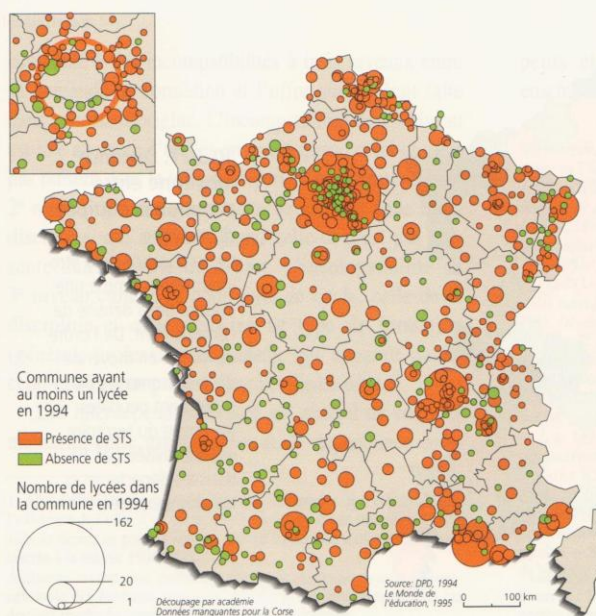 Communes ayant
au moins un lycée
en 1994
Présence de STS
Absence de STS
Nombre de lycées dans
la commune en 1994
162
20
1
Découpage par académie
Données manquantes pour la Corse
Source: DPD, 1994
Le Monde de
l'éducation, 1995
0 100 km